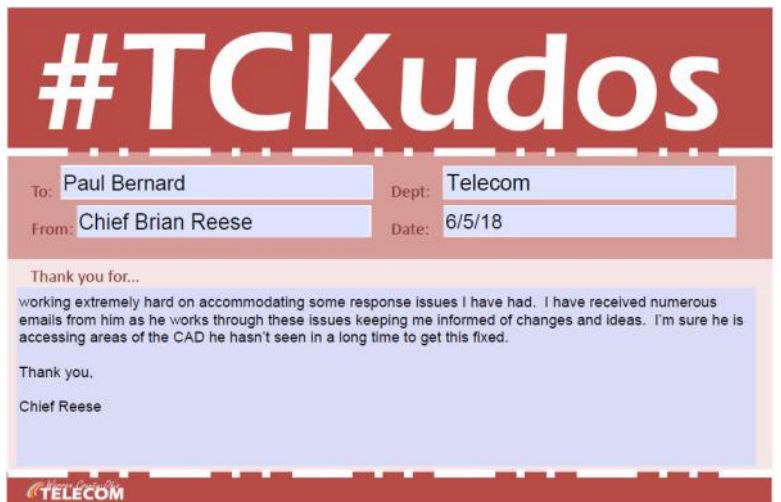 #TCKudos
To: Paul Bernard Dept: Telecom
From: Chief Brian Reese Date: 6/5/18
Thank you for...
working extremely hard on accommodating some response issues I have had. I have received numerous
emails from him as he works through these issues keeping me informed of changes and ideas. I'm sure he is
accessing areas of the CAD he hasn't seen in a long time to get this fixed.
Thank you,
Chief Reese
Warren County, Ohio
TELECOM